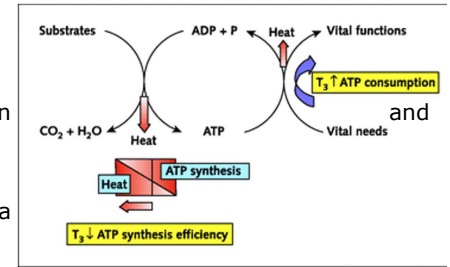 Substrates ADP + P Heat Vital functions
T₃↑ATP consumption
n and
CO₂ + H₂O Heat ATP Vital needs
ATP synthesis
Heat
a
T₃↓ ATP synthesis efficiency